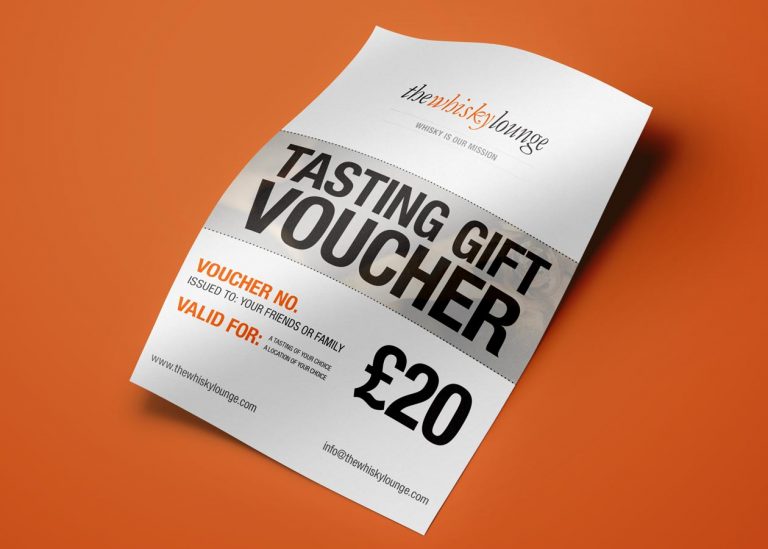 thewhiskylounge
WHISKY IS OUR MISSION
TASTING GIFT
VOUCHER
VOUCHER NO.
ISSUED TO: YOUR FRIENDS OR FAMILY
VALID FOR: A TASTING OF YOUR CHOICE
A LOCATION OF YOUR CHOICE
£20
www.thewhiskylounge.com
info@thewhiskylounge.com